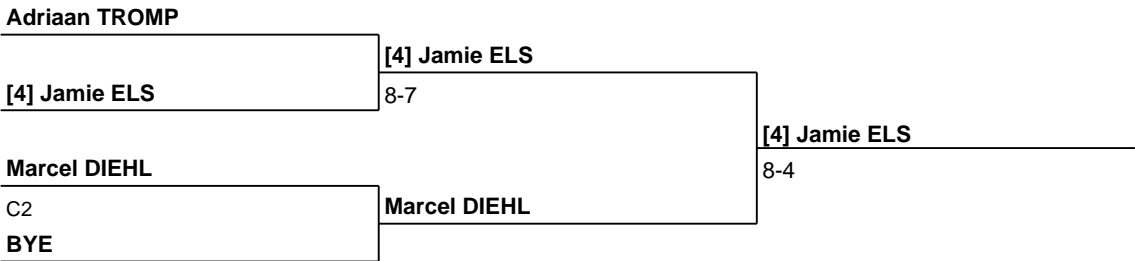 Adriaan TROMP
[4] Jamie ELS
[4] Jamie ELS
8-7
[4] Jamie ELS
Marcel DIEHL
8-4
C2
Marcel DIEHL
BYE